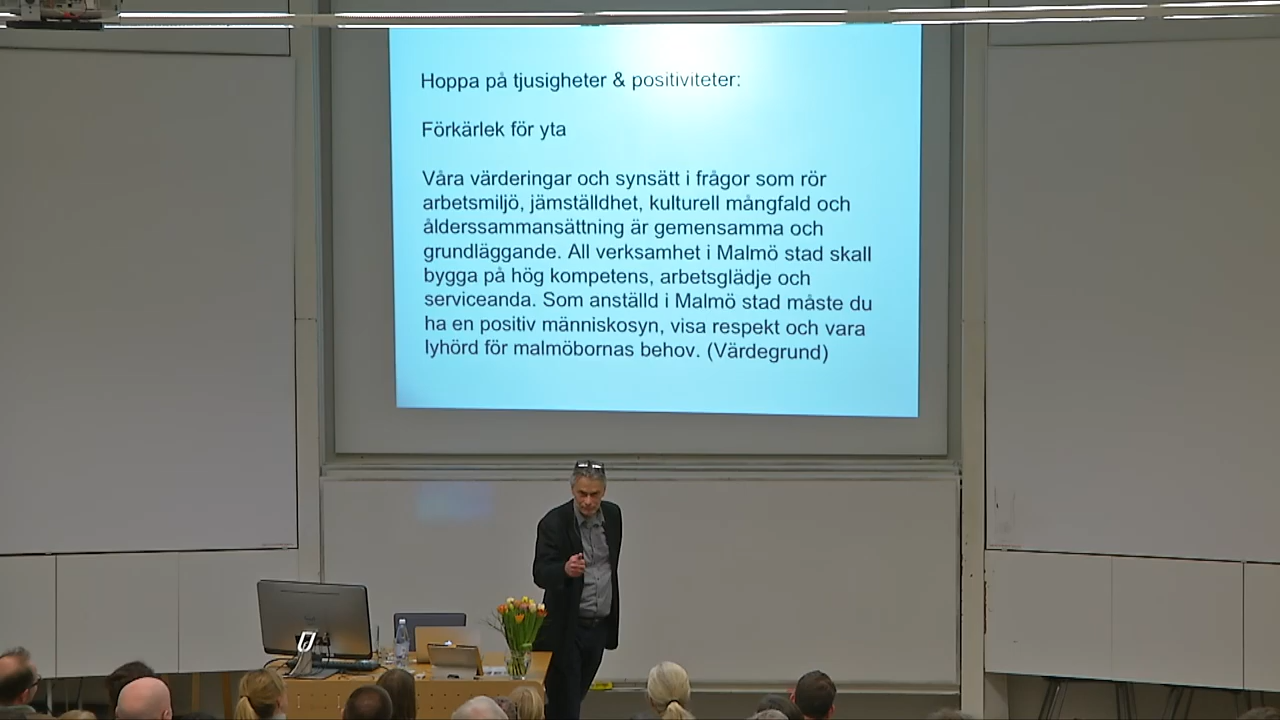 Hoppa på tjusigheter & positiviteter:
Förkärlek för yta
Våra värderingar och synsätt i frågor som rör
arbetsmiljö, jämställdhet, kulturell mångfald och
ålderssammansättning är gemensamma och
grundläggande. All verksamhet i Malmö stad skall
bygga på hög kompetens, arbetsglädje och
serviceanda. Som anställd i Malmö stad måste du
ha en positiv människosyn, visa respekt och vara
lyhörd för malmöbornas behov. (Värdegrund)